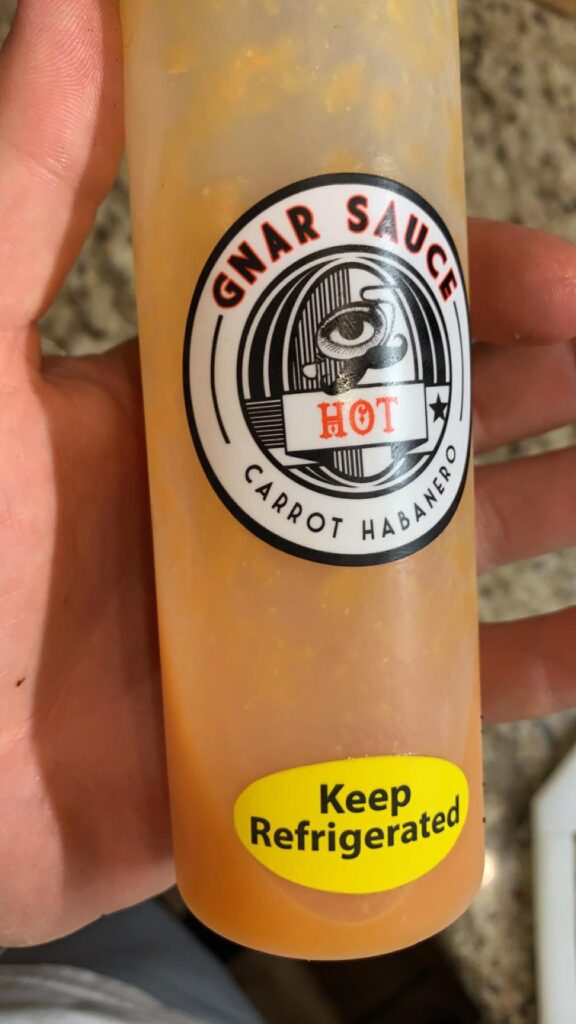 GNAR SAUCE
HOT
CARROT HABANERO
Keep
Refrigerated